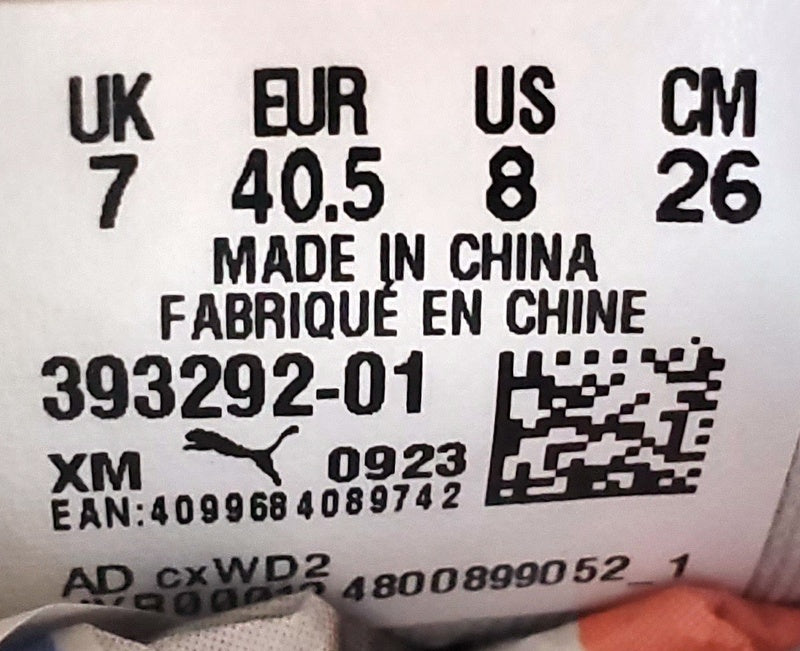 UK EUR US CM
7 40.5 8 26
MADE IN CHINA
FABRIQUÉ EN CHINE
393292-01
XM 0923
EAN:4099684089742
AD cxWD2
4800899052_1